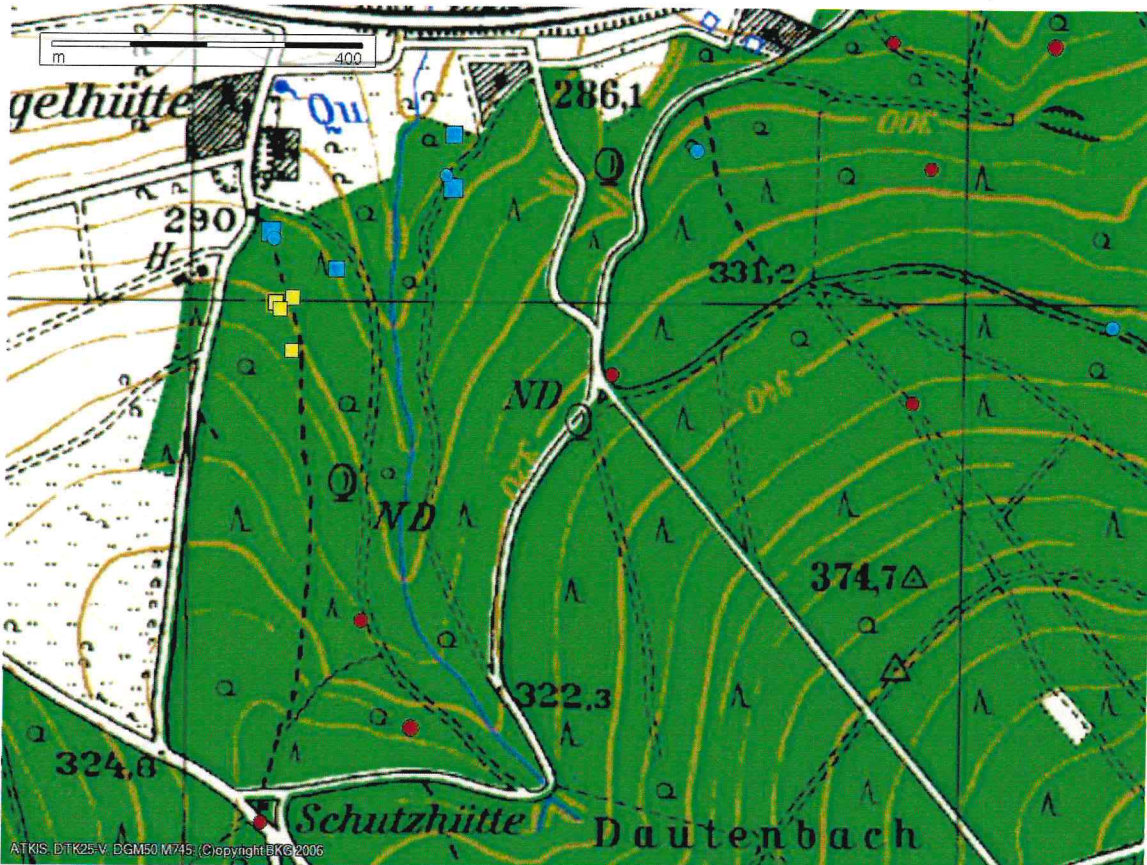 m 400
gelhütte
Qu
286,1
300
290
H
331,2
ND
340
320
ND
374,7
322,3
324,8
Schutzhütte
Dautenbach
ATKIS, DTK25-V, DGM50 M745, (C)opyright BKG 2006